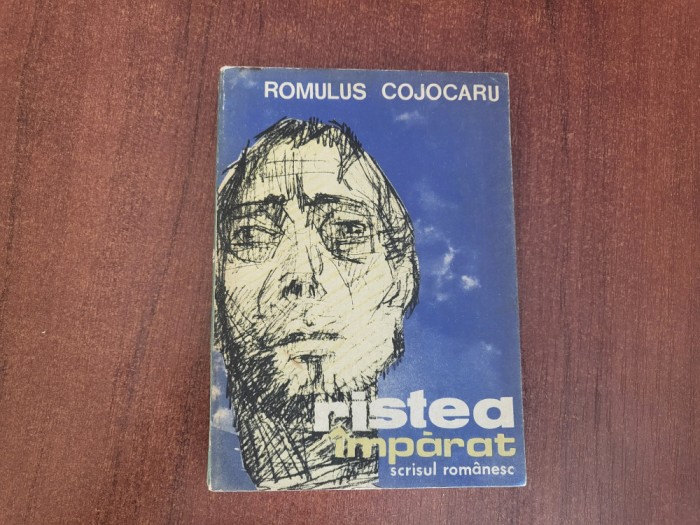 ROMULUS COJOCARU
ristea
împărat
scrisul românesc